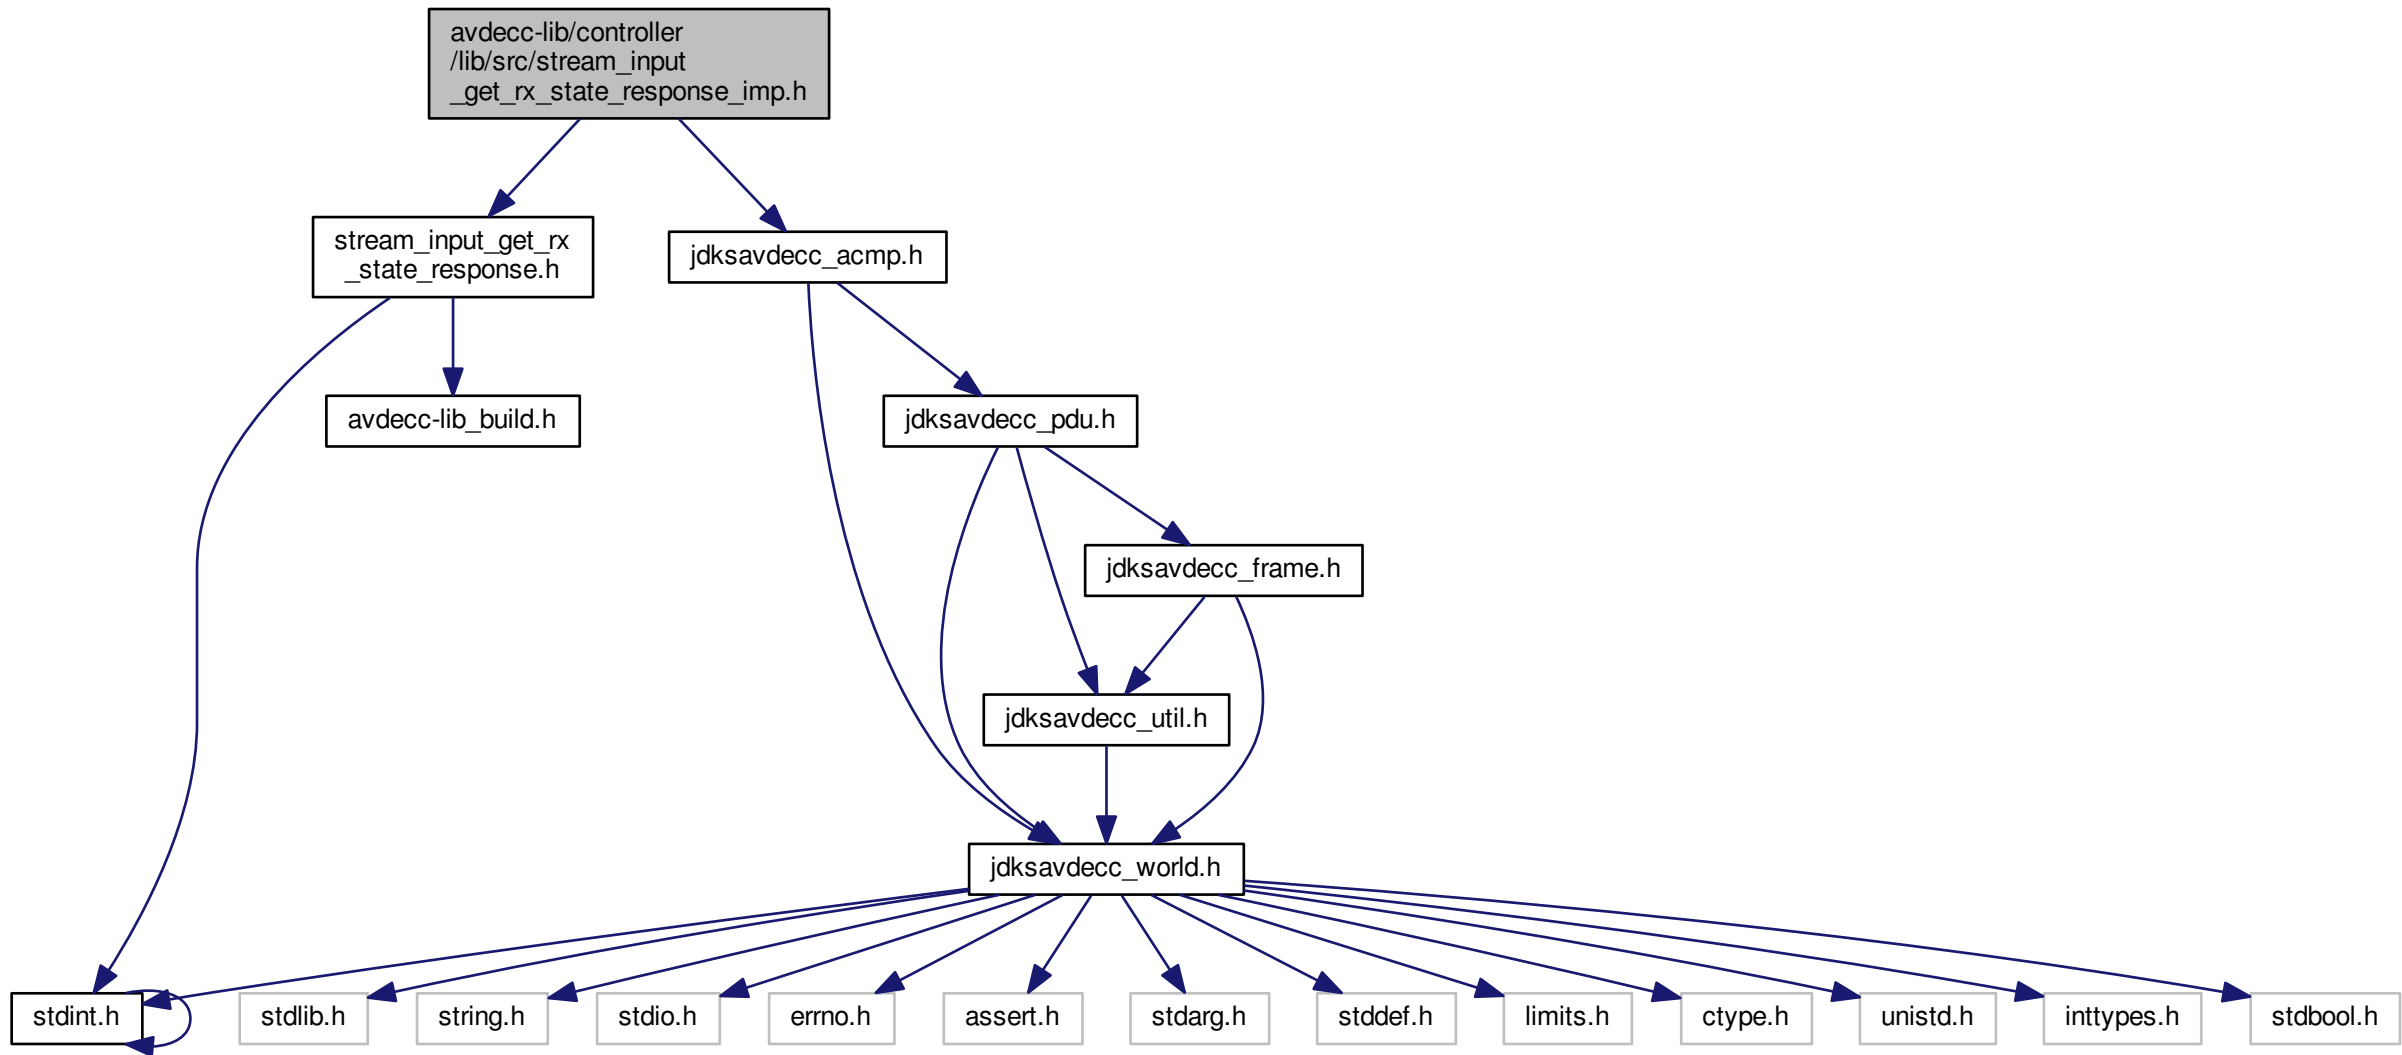 avdecc-lib/controller
/lib/src/stream_input
_get_rx_state_response_imp.h
stream_input_get_rx
_state_response.h
jdksavdecc_acmp.h
avdecc-lib_build.h
jdksavdecc_pdu.h
jdksavdecc_frame.h
jdksavdecc_util.h
jdksavdecc_world.h
stdint.h
stdlib.h
string.h
stdio.h
errno.h
assert.h
stdarg.h
stddef.h
limits.h
ctype.h
unistd.h
inttypes.h
stdbool.h